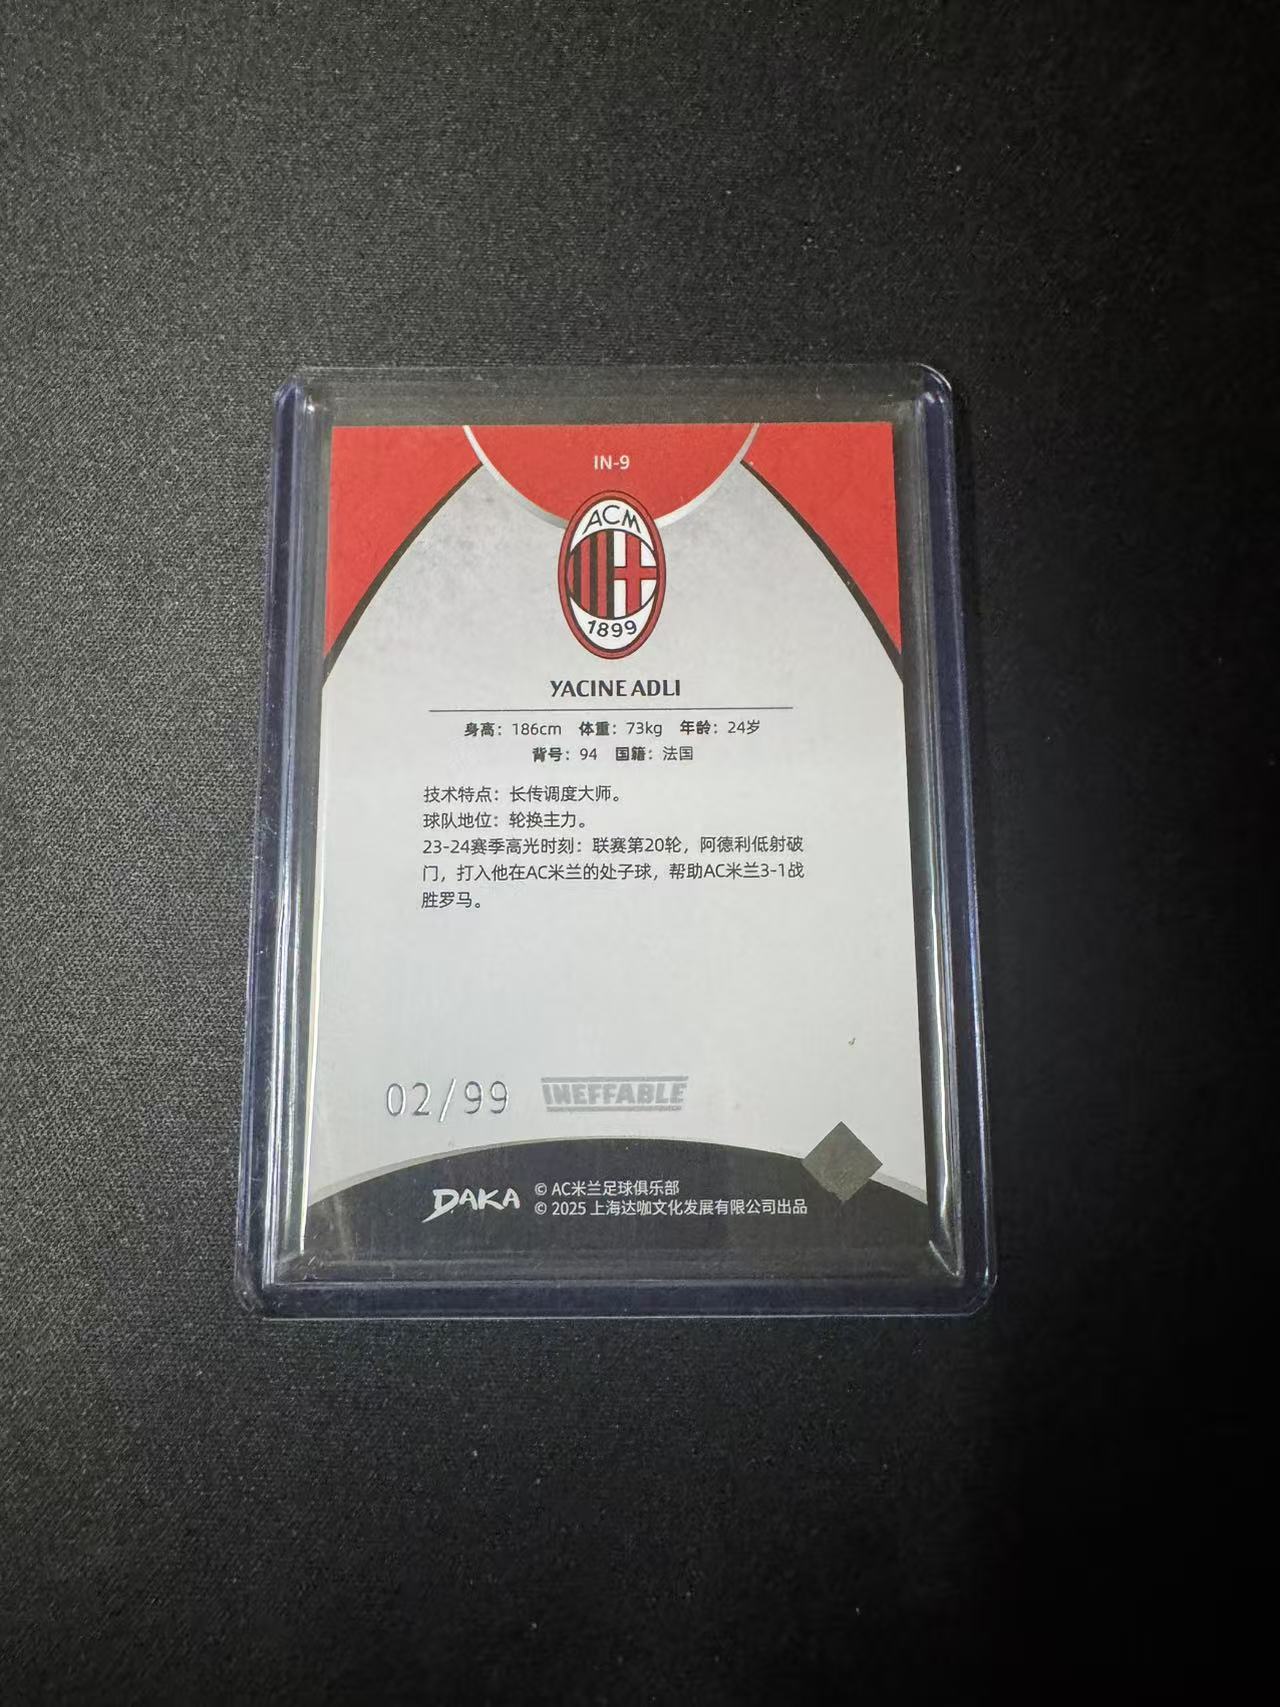 IN-9
ACM
1899
YACINE ADLI
身高：186cm 体重：73kg 年龄：24岁
背号：94 国籍：法国
技术特点：长传调度大师。
球队地位：轮换主力。
23-24赛季高光时刻：联赛第20轮，阿德利低射破
门，打入他在AC米兰的处子球，帮助AC米兰3-1战
胜罗马。
02/99 INEFFABLE
DAKA © AC米兰足球俱乐部
© 2025 上海达咖文化发展有限公司出品